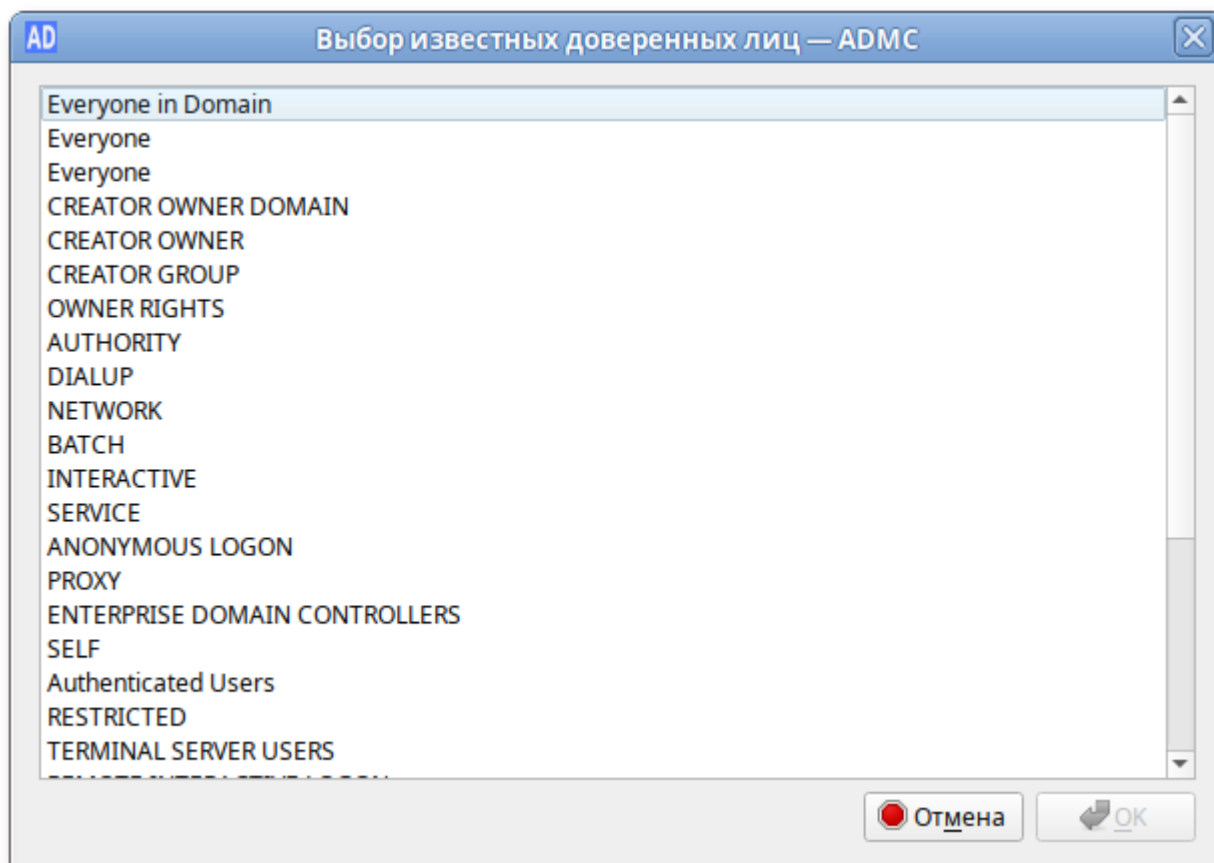 AD
Выбор известных доверенных лиц — ADMC
Everyone in Domain
Everyone
Everyone
CREATOR OWNER DOMAIN
CREATOR OWNER
CREATOR GROUP
OWNER RIGHTS
AUTHORITY
DIALUP
NETWORK
BATCH
INTERACTIVE
SERVICE
ANONYMOUS LOGON
PROXY
ENTERPRISE DOMAIN CONTROLLERS
SELF
Authenticated Users
RESTRICTED
TERMINAL SERVER USERS
Отмена
OK